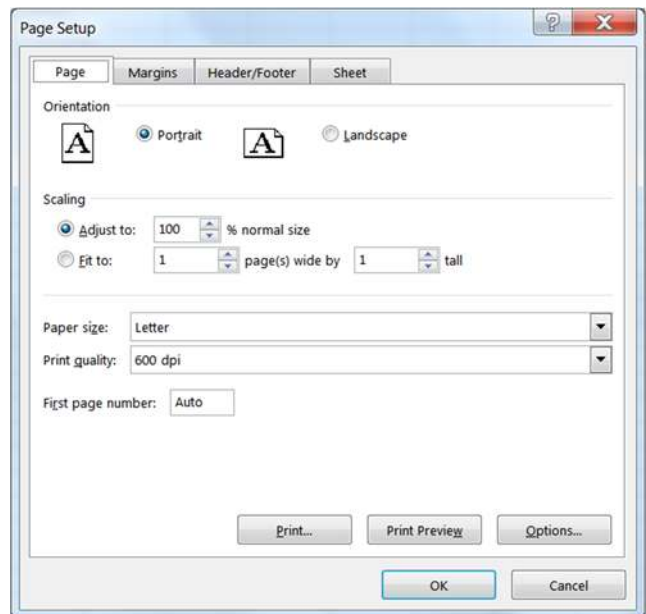 Page Setup
Page Margins Header/Footer Sheet
Orientation
A Portrait A Landscape
Scaling
Adjust to: 100 % normal size
Fit to: 1 page(s) wide by 1 tall
Paper size: Letter
Print quality: 600 dpi
First page number: Auto
Print... Print Preview Options...
OK Cancel